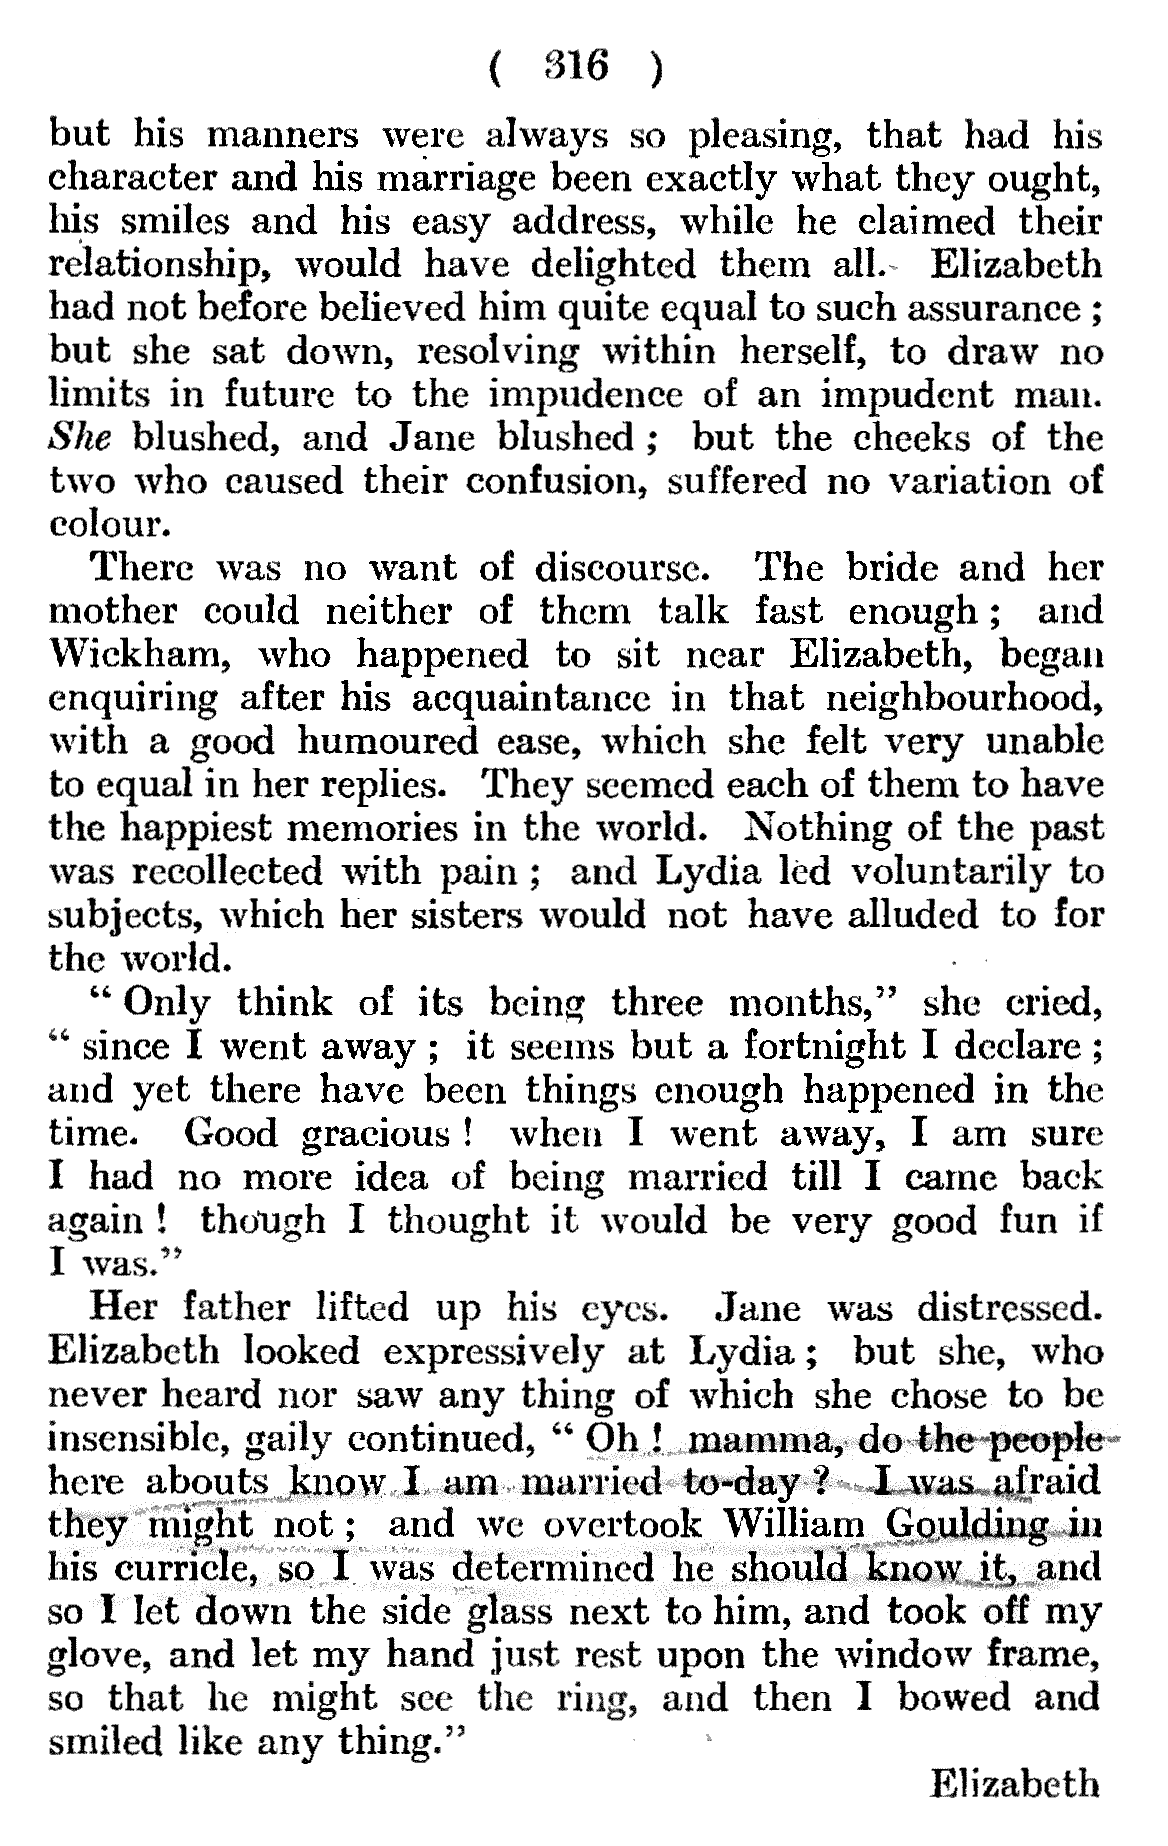 ( 316 )
but his manners were always so pleasing, that had his
character and his marriage been exactly what they ought,
his smiles and his easy address, while he claimed their
relationship, would have delighted them all. Elizabeth
had not before believed him quite equal to such assurance ;
but she sat down, resolving within herself, to draw no
limits in future to the impudence of an impudent man.
She blushed, and Jane blushed ; but the cheeks of the
two who caused their confusion, suffered no variation of
colour.
There was no want of discourse. The bride and her
mother could neither of them talk fast enough ; and
Wickham, who happened to sit near Elizabeth, began
enquiring after his acquaintance in that neighbourhood,
with a good humoured ease, which she felt very unable
to equal in her replies. They seemed each of them to have
the happiest memories in the world. Nothing of the past
was recollected with pain ; and Lydia led voluntarily to
subjects, which her sisters would not have alluded to for
the world.
“ Only think of its being three months,” she cried,
“ since I went away ; it seems but a fortnight I declare ;
and yet there have been things enough happened in the
time. Good gracious ! when I went away, I am sure
I had no more idea of being married till I came back
again ! though I thought it would be very good fun if
I was.”
Her father lifted up his eyes. Jane was distressed.
Elizabeth looked expressively at Lydia ; but she, who
never heard nor saw any thing of which she chose to be
insensible, gaily continued, “ Oh ! mamma, do the people
here abouts know I am married to-day ? I was afraid
they might not ; and we overtook William Goulding in
his curricle, so I was determined he should know it, and
so I let down the side glass next to him, and took off my
glove, and let my hand just rest upon the window frame,
so that he might see the ring, and then I bowed and
smiled like any thing.”
Elizabeth